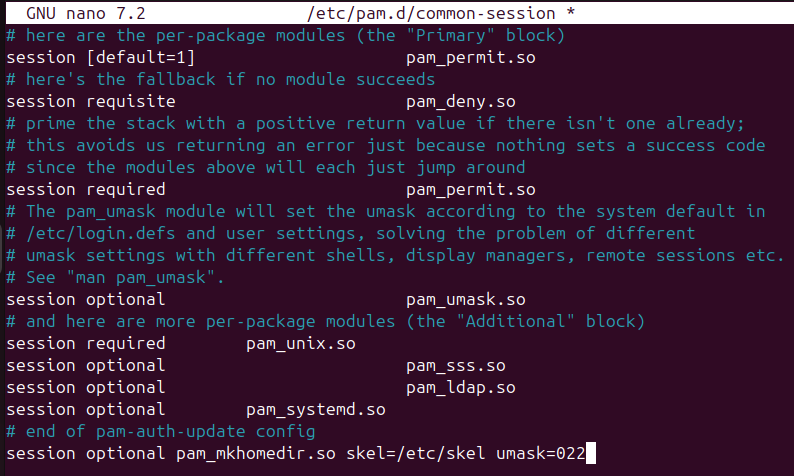 GNU nano 7.2 /etc/pam.d/common-session *
# here are the per-package modules (the "Primary" block)
session [default=1] pam_permit.so
# here's the fallback if no module succeeds
session requisite pam_deny.so
# prime the stack with a positive return value if there isn't one already;
# this avoids us returning an error just because nothing sets a success code
# since the modules above will each just jump around
session required pam_permit.so
# The pam_umask module will set the umask according to the system default in
# /etc/login.defs and user settings, solving the problem of different
# umask settings with different shells, display managers, remote sessions etc.
# See "man pam_umask".
session optional pam_umask.so
# and here are more per-package modules (the "Additional" block)
session required pam_unix.so
session optional pam_sss.so
session optional pam_ldap.so
session optional pam_systemd.so
# end of pam-auth-update config
session optional pam_mkhomedir.so skel=/etc/skel umask=022